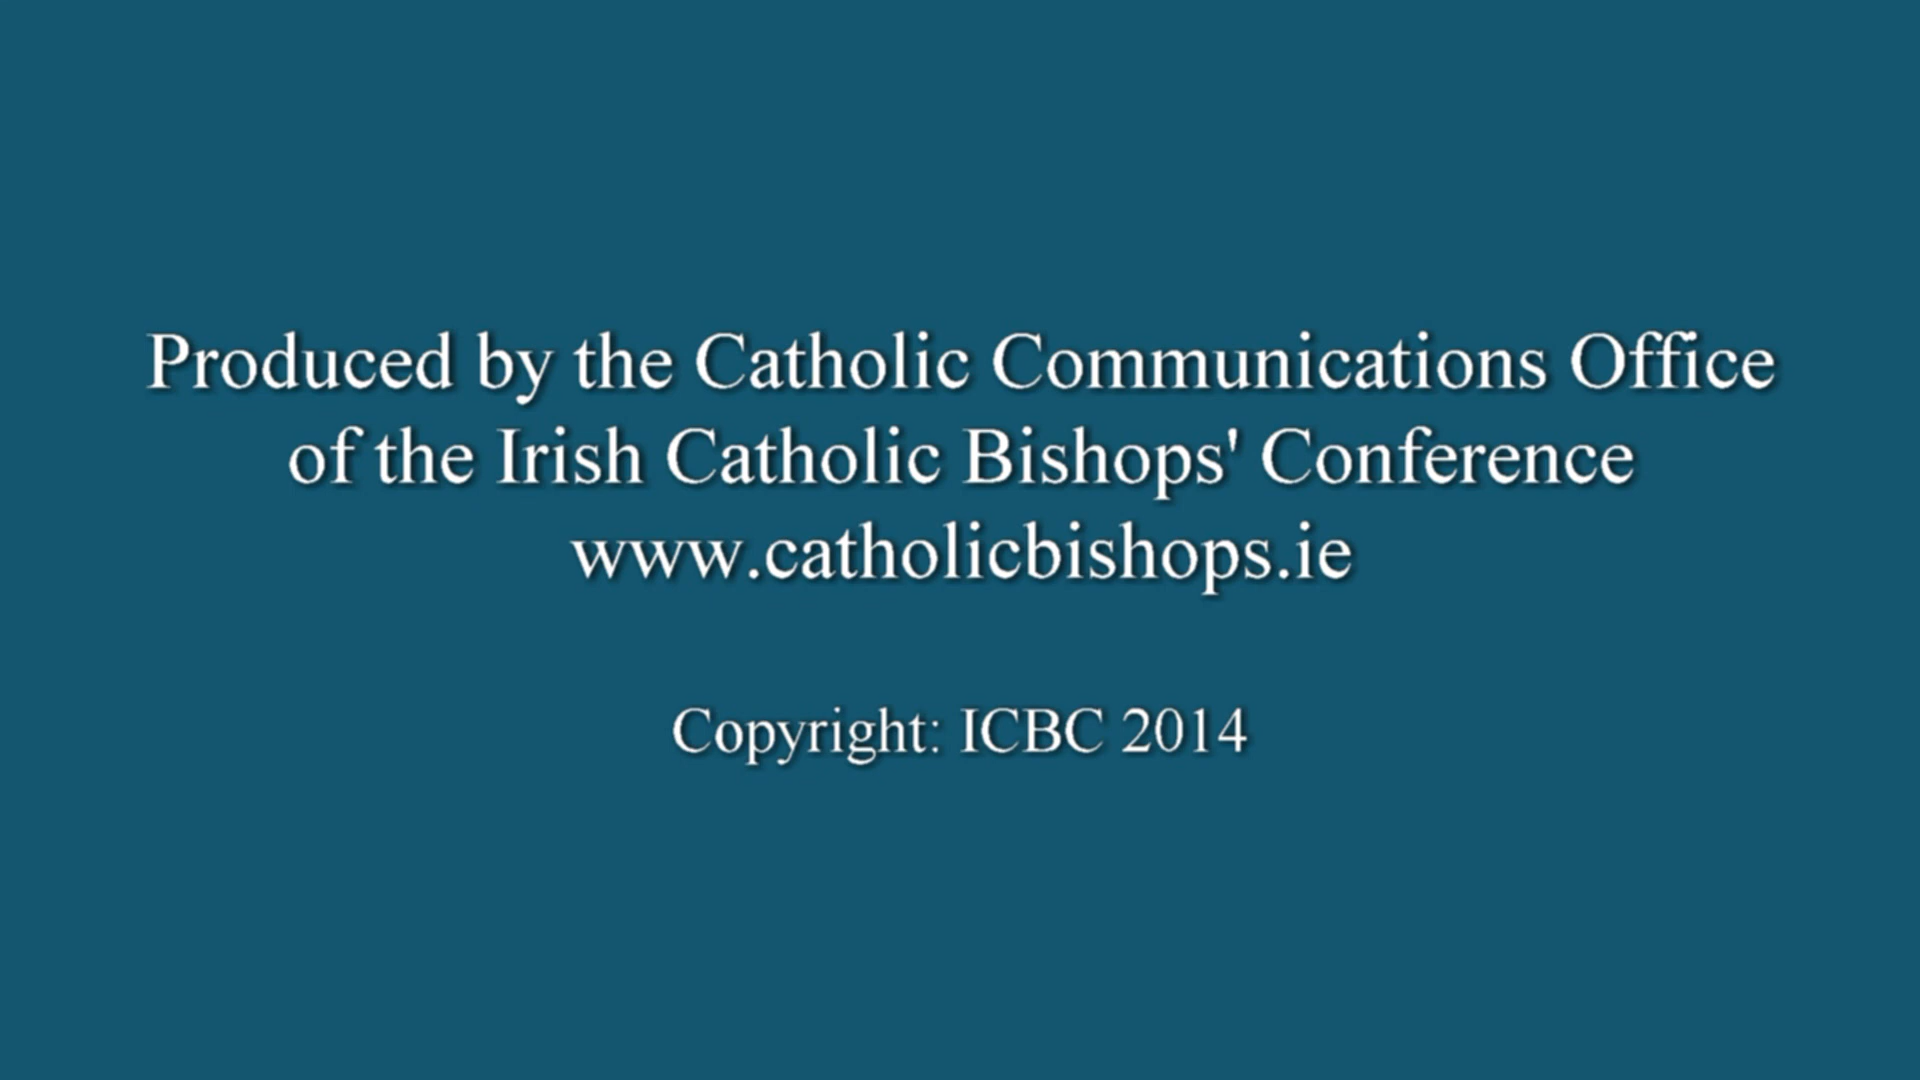 Produced by the Catholic Communications Office
of the Irish Catholic Bishops' Conference
www.catholicbishops.ie
Copyright: ICBC 2014